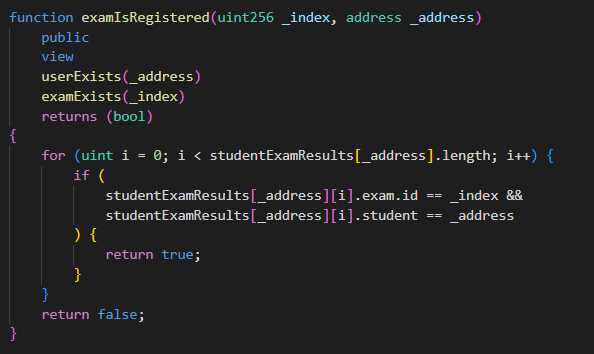 function examIsRegistered(uint256 _index, address _address)
    public
    view
    userExists(_address)
    examExists(_index)
    returns (bool)
{
    for (uint i = 0; i < studentExamResults[_address].length; i++) {
        if (
            studentExamResults[_address][i].exam.id == _index &&
            studentExamResults[_address][i].student == _address
        ) {
            return true;
        }
    }
    return false;
}